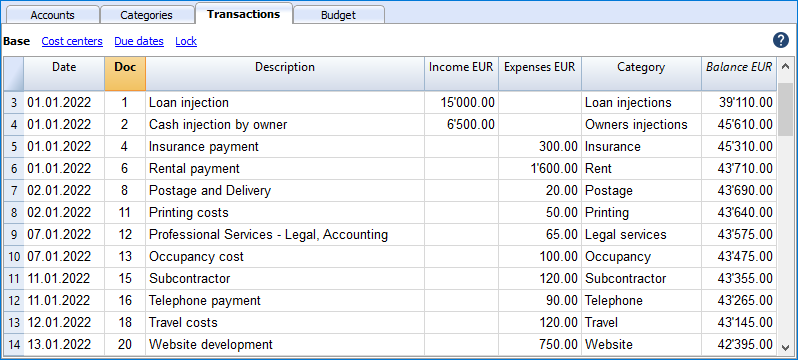 Accounts Categories Transactions Budget
Base Cost centers Due dates Lock ?
Date Doc Description Income EUR Expenses EUR Category Balance EUR
3 01.01.2022 1 Loan injection 15'000.00 Loan injections 39'110.00
4 01.01.2022 2 Cash injection by owner 6'500.00 Owners injections 45'610.00
5 01.01.2022 4 Insurance payment 300.00 Insurance 45'310.00
6 01.01.2022 6 Rental payment 1'600.00 Rent 43'710.00
7 02.01.2022 8 Postage and Delivery 20.00 Postage 43'690.00
8 02.01.2022 11 Printing costs 50.00 Printing 43'640.00
9 07.01.2022 12 Professional Services - Legal, Accounting 65.00 Legal services 43'575.00
10 07.01.2022 13 Occupancy cost 100.00 Occupancy 43'475.00
11 11.01.2022 15 Subcontractor 120.00 Subcontractor 43'355.00
12 11.01.2022 16 Telephone payment 90.00 Telephone 43'265.00
13 12.01.2022 18 Travel costs 120.00 Travel 43'145.00
14 13.01.2022 20 Website development 750.00 Website 42'395.00